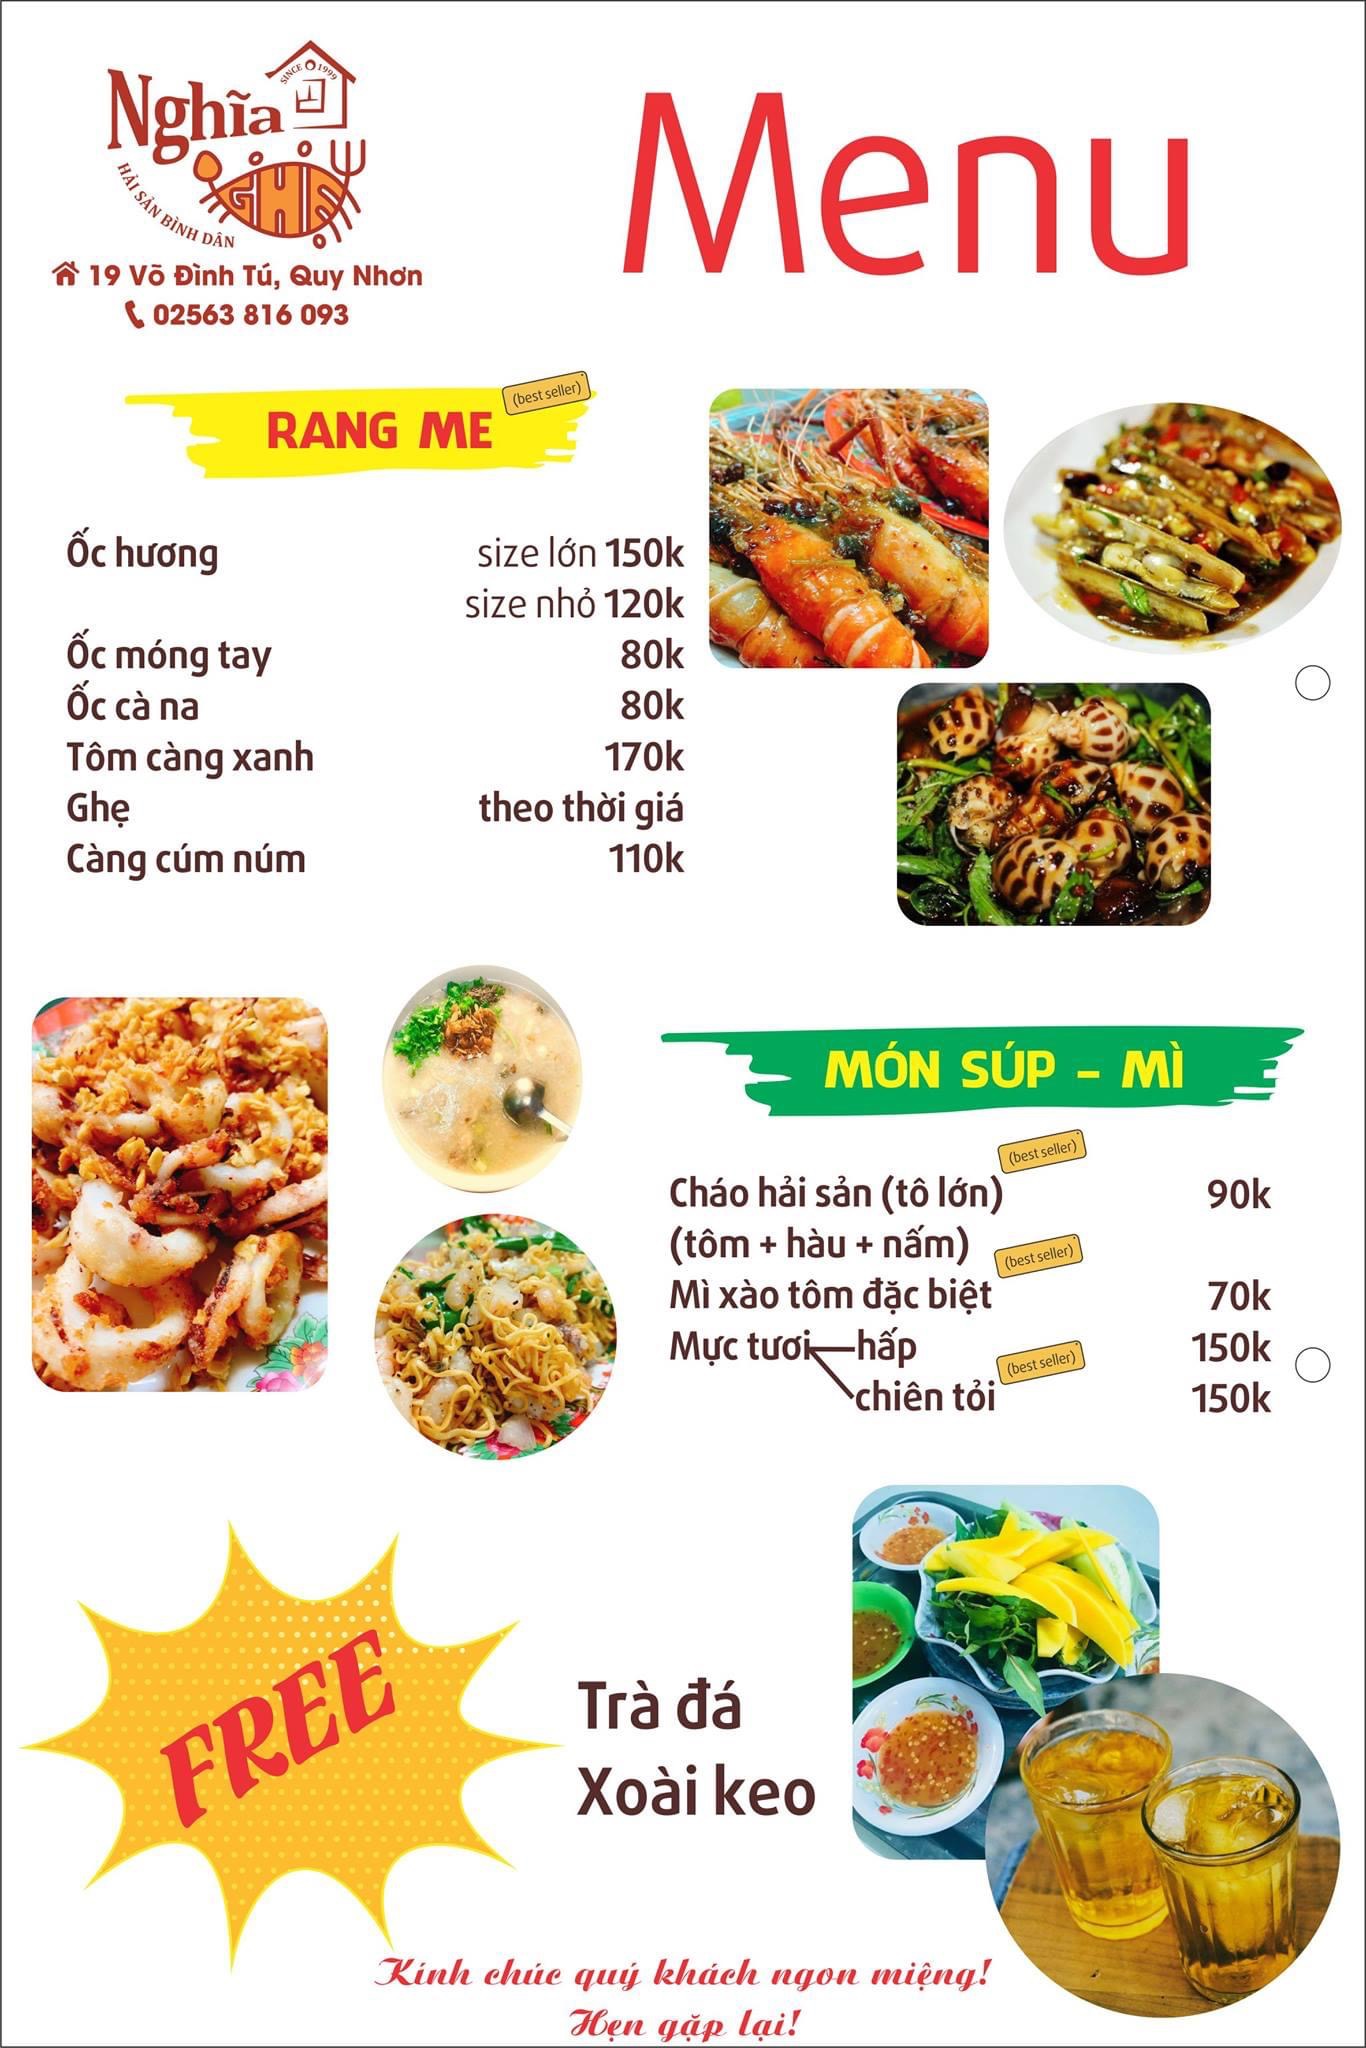 Nghĩa
SINCE 1999
GHẸ
HẢI SẢN BÌNH DÂN
19 Võ Đình Tú, Quy Nhơn
02563 816 093
Menu
RANG ME (best seller)
Ốc hương size lớn 150k
size nhỏ 120k
Ốc móng tay 80k
Ốc cà na 80k
Tôm càng xanh 170k
Ghẹ theo thời giá
Càng cúm núm 110k
MÓN SÚP - MÌ
(best seller)
Cháo hải sản (tô lớn) 90k
(tôm + hàu + nấm) (best seller)
Mì xào tôm đặc biệt 70k
Mực tươi hấp 150k
chiên tỏi (best seller) 150k
FREE
Trà đá
Xoài keo
Kính chúc quý khách ngon miệng!
Hẹn gặp lại!